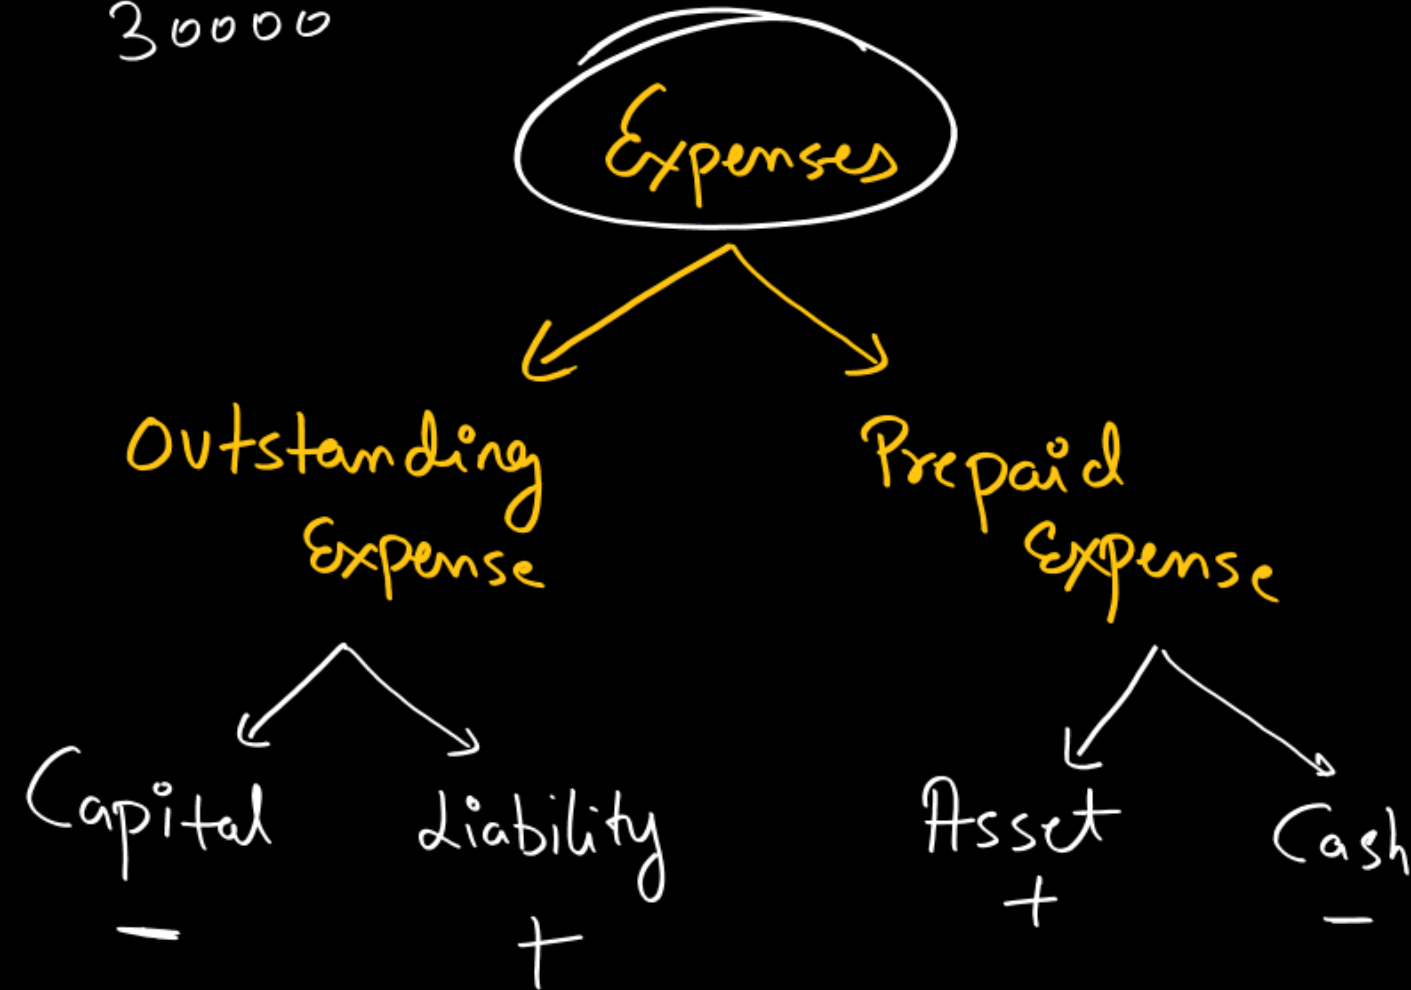 30000
Expenses
Outstanding Expense
Prepaid Expense
Capital
Liability
Asset
Cash
-
+
+
-